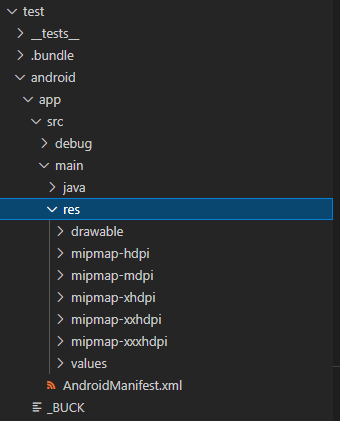 test
__tests__
.bundle
android
app
src
debug
main
java
res
drawable
mipmap-hdpi
mipmap-mdpi
mipmap-xhdpi
mipmap-xxhdpi
mipmap-xxxhdpi
values
AndroidManifest.xml
_BUCK